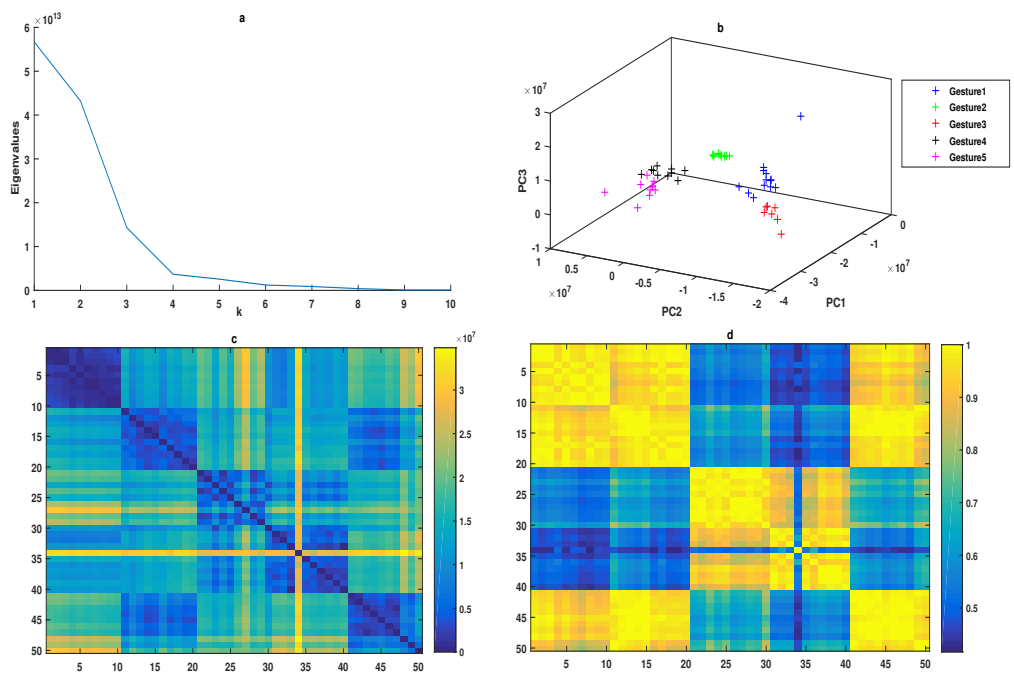 a
×10^13
6
5
4
3
2
1
0
Eigenvalues
1 2 3 4 5 6 7 8 9 10
k
b
×10^7
3
2
1
0
-1
PC3
1 0.5 0 -0.5 -1 -1.5 -2
×10^7
PC2
-4 -3 -2 -1 0
×10^7
PC1
Gesture1
Gesture2
Gesture3
Gesture4
Gesture5
c
×10^7
5
10
15
20
25
30
35
40
45
50
5 10 15 20 25 30 35 40 45 50
3
2.5
2
1.5
1
0.5
0
d
5
10
15
20
25
30
35
40
45
50
5 10 15 20 25 30 35 40 45 50
1
0.9
0.8
0.7
0.6
0.5